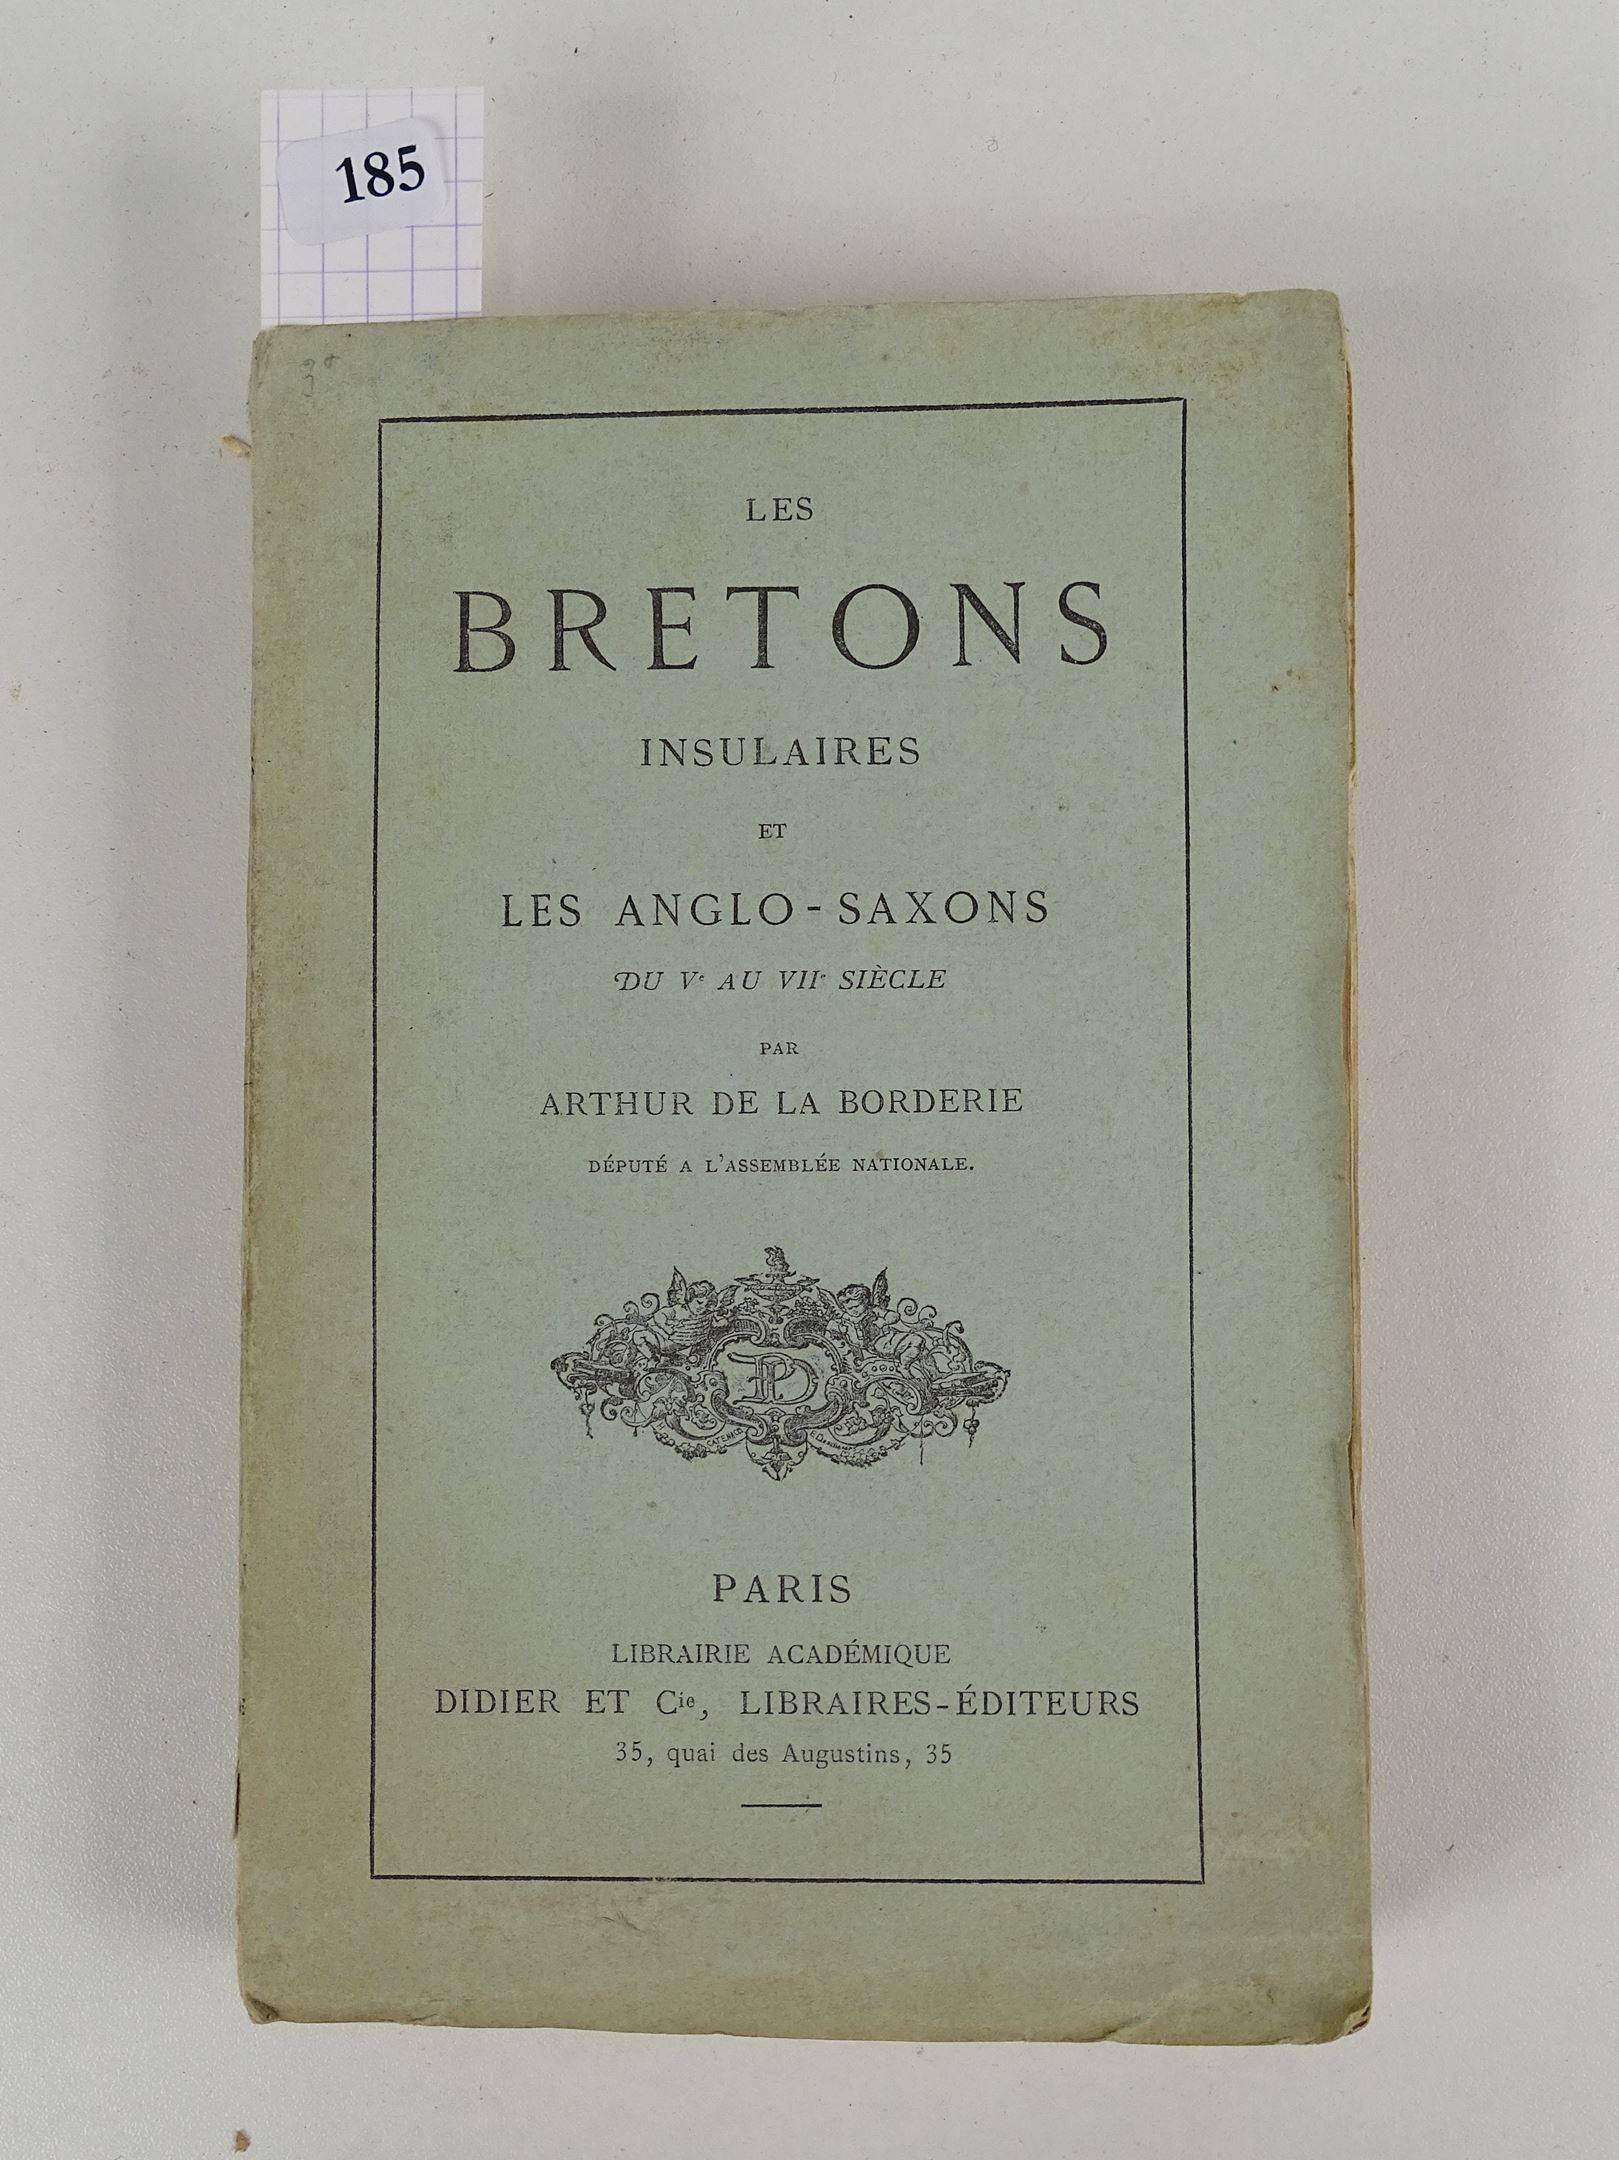 185
LES
BRETONS
INSULAIRES
ET
LES ANGLO-SAXONS
DU Ve AU VIIe SIÈCLE
PAR
ARTHUR DE LA BORDERIE
DÉPUTÉ A L'ASSEMBLÉE NATIONALE.
PARIS
LIBRAIRIE ACADÉMIQUE
DIDIER ET Cie, LIBRAIRES-ÉDITEURS
35, quai des Augustins, 35